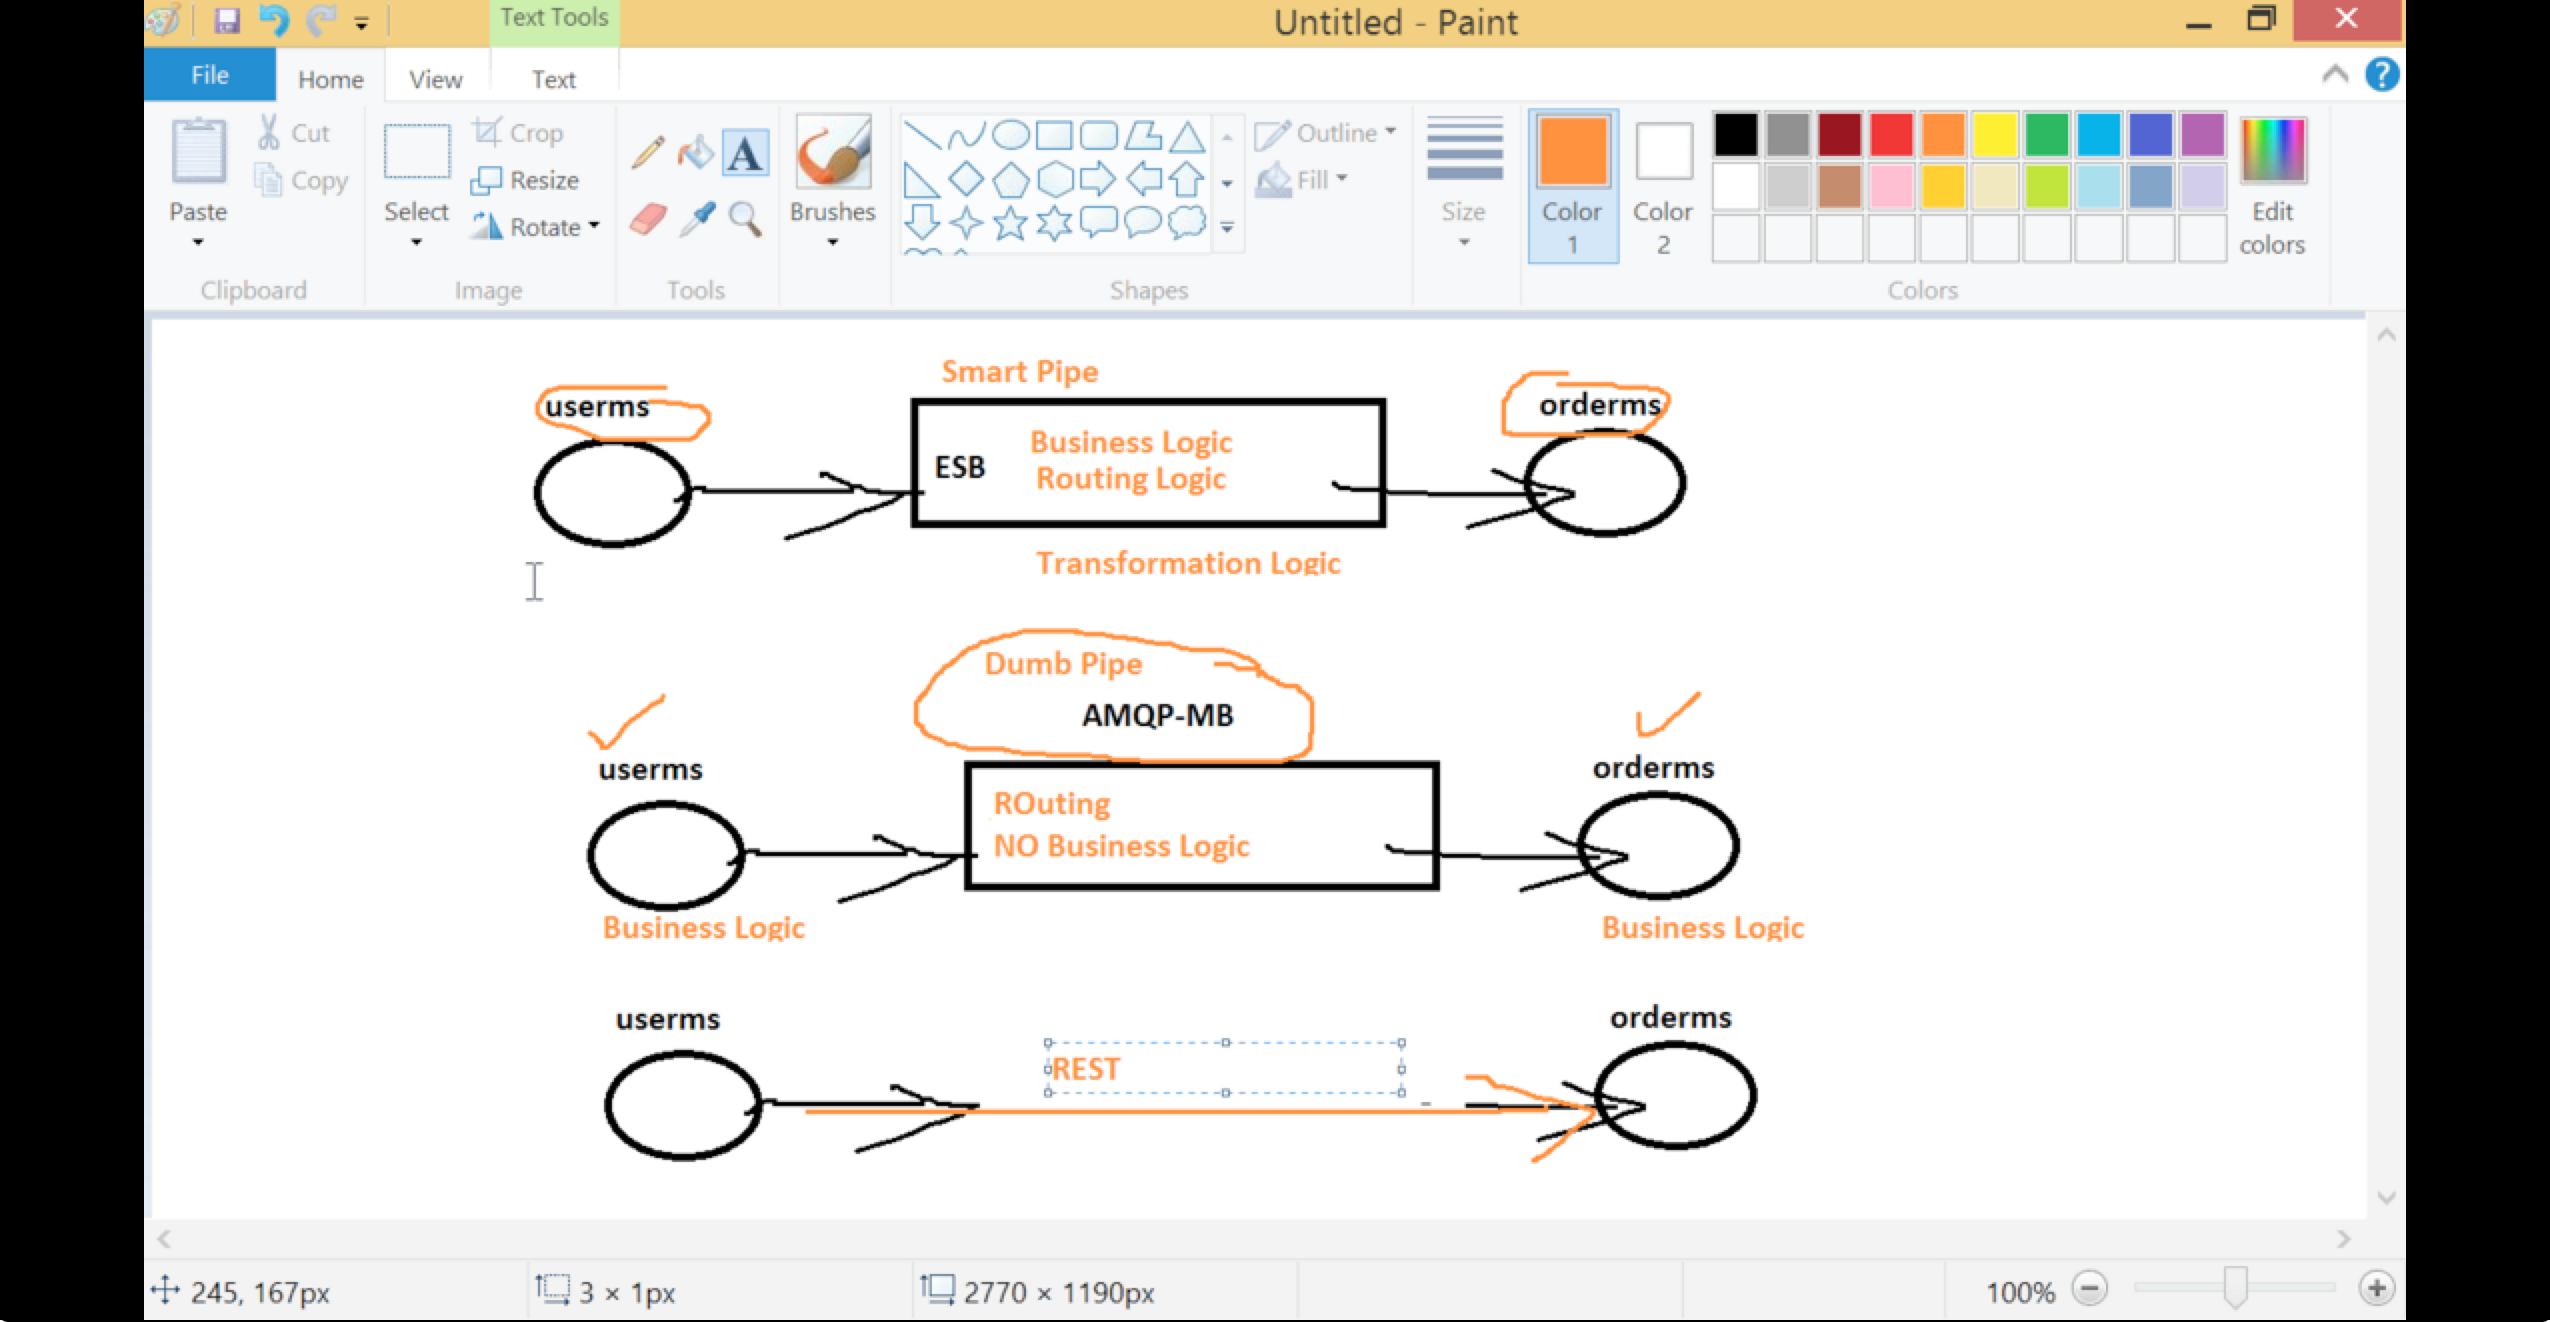 Text Tools
Untitled - Paint
File Home View Text
Cut
Copy
Paste
Clipboard
Crop
Resize
Rotate
Select
Image
A
Tools
Brushes
Outline
Fill
Shapes
Size
Color 1
Color 2
Edit colors
Colors
Smart Pipe
userms
orderms
Business Logic
ESB
Routing Logic
Transformation Logic
Dumb Pipe
AMQP-MB
userms
orderms
ROuting
NO Business Logic
Business Logic
Business Logic
userms
orderms
REST
245, 167px
3 × 1px
2770 × 1190px
100%